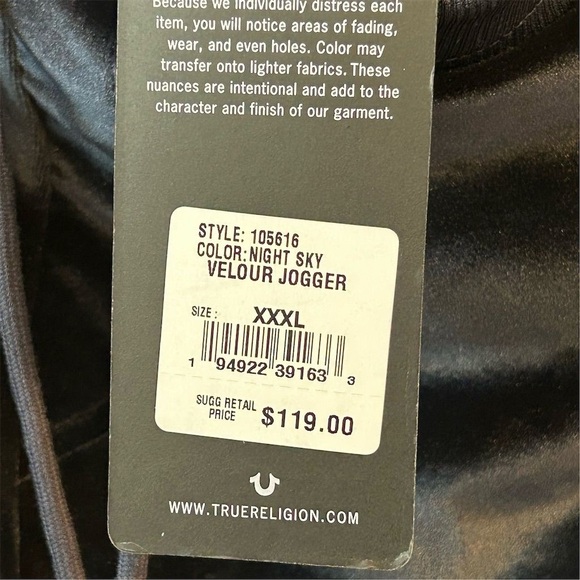 Because we individually distress each
item, you will notice areas of fading,
wear, and even holes. Color may
transfer onto lighter fabrics. These
nuances are intentional and add to the
character and finish of our garment.
STYLE: 105616
COLOR:NIGHT SKY
VELOUR JOGGER
SIZE: XXXL
1 94922 39163 3
SUGG RETAIL
PRICE $119.00
WWW.TRUERELIGION.COM